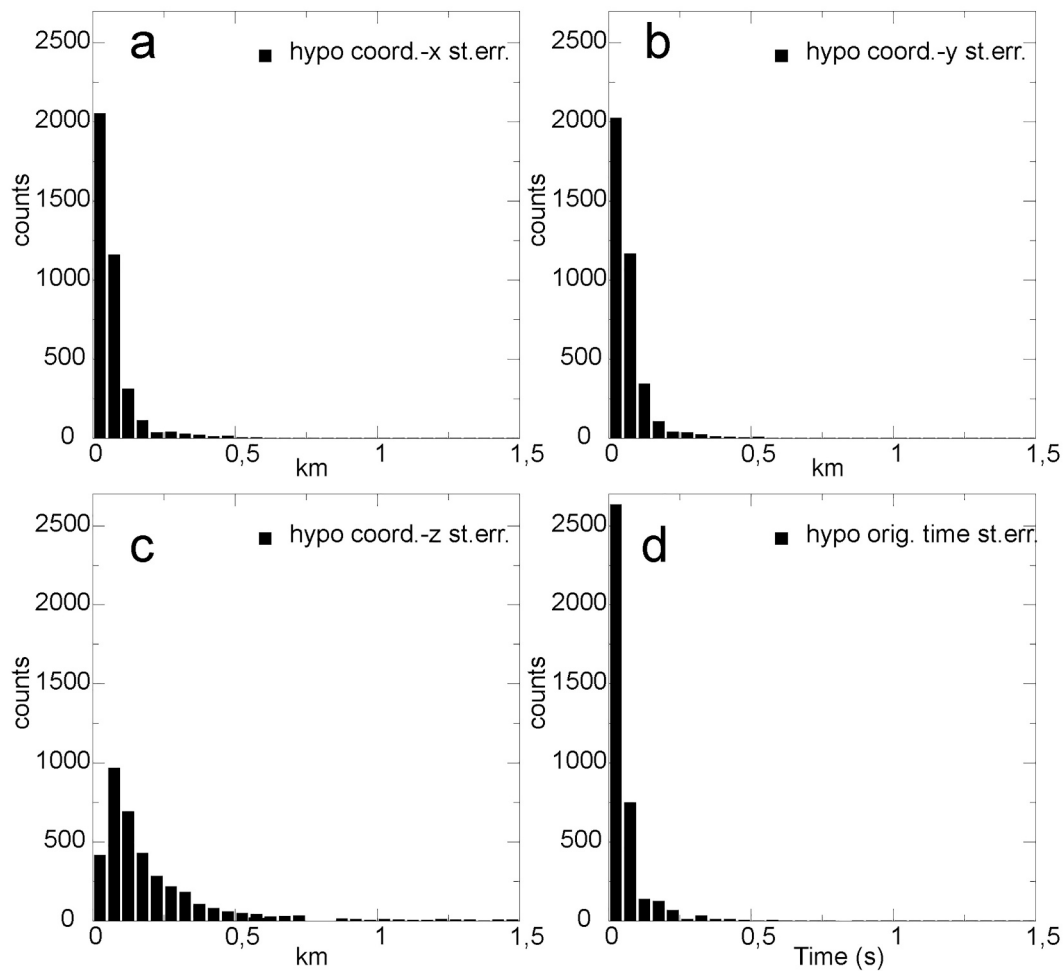 a
hypo coord.-x st.err.
2500
2000
1500
1000
500
0
counts
0 0,5 1 1,5
km
b
hypo coord.-y st.err.
2500
2000
1500
1000
500
0
counts
0 0,5 1 1,5
km
c
hypo coord.-z st.err.
2500
2000
1500
1000
500
0
counts
0 0,5 1 1,5
km
d
hypo orig. time st.err.
2500
2000
1500
1000
500
0
counts
0 0,5 1 1,5
Time (s)